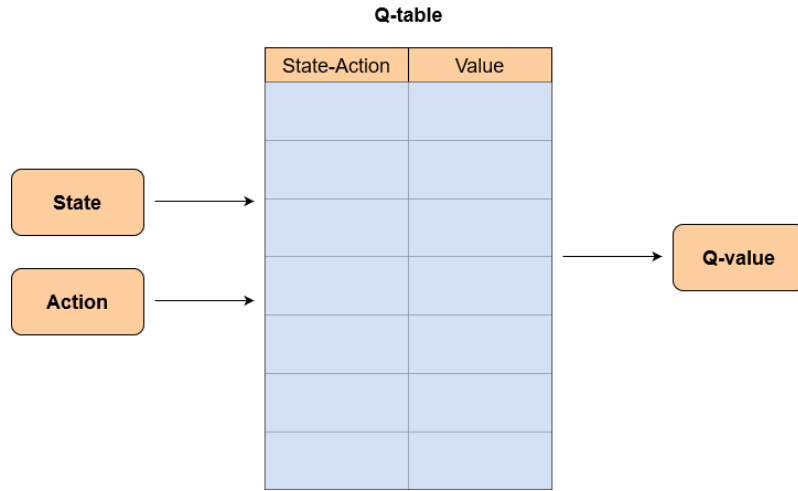 Q-table
State-Action Value
State
Action
Q-value